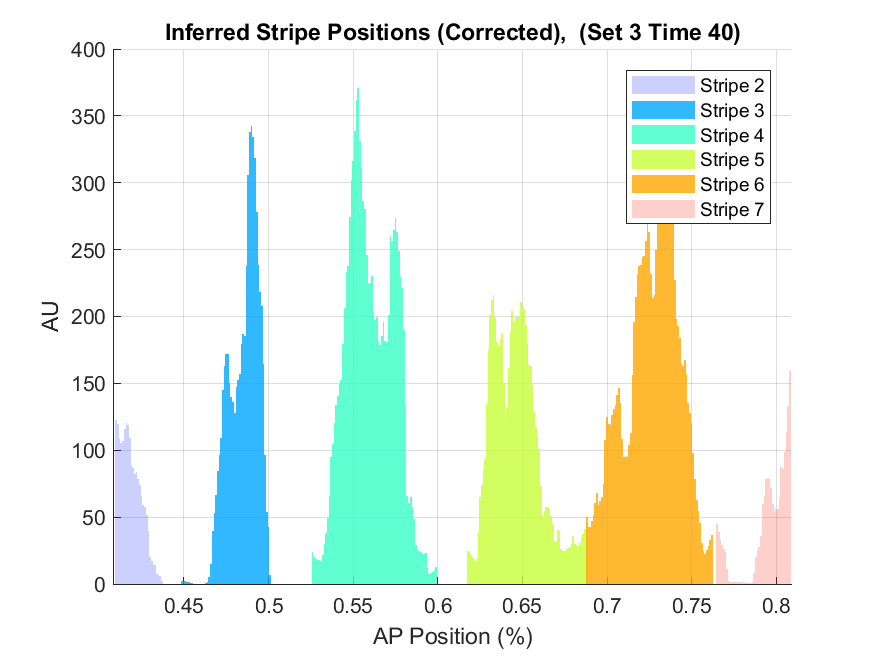 Inferred Stripe Positions (Corrected),  (Set 3 Time 40)
400
350
300
250
200
150
100
50
0
AU
Stripe 2
Stripe 3
Stripe 4
Stripe 5
Stripe 6
Stripe 7
0.45 0.5 0.55 0.6 0.65 0.7 0.75 0.8
AP Position (%)